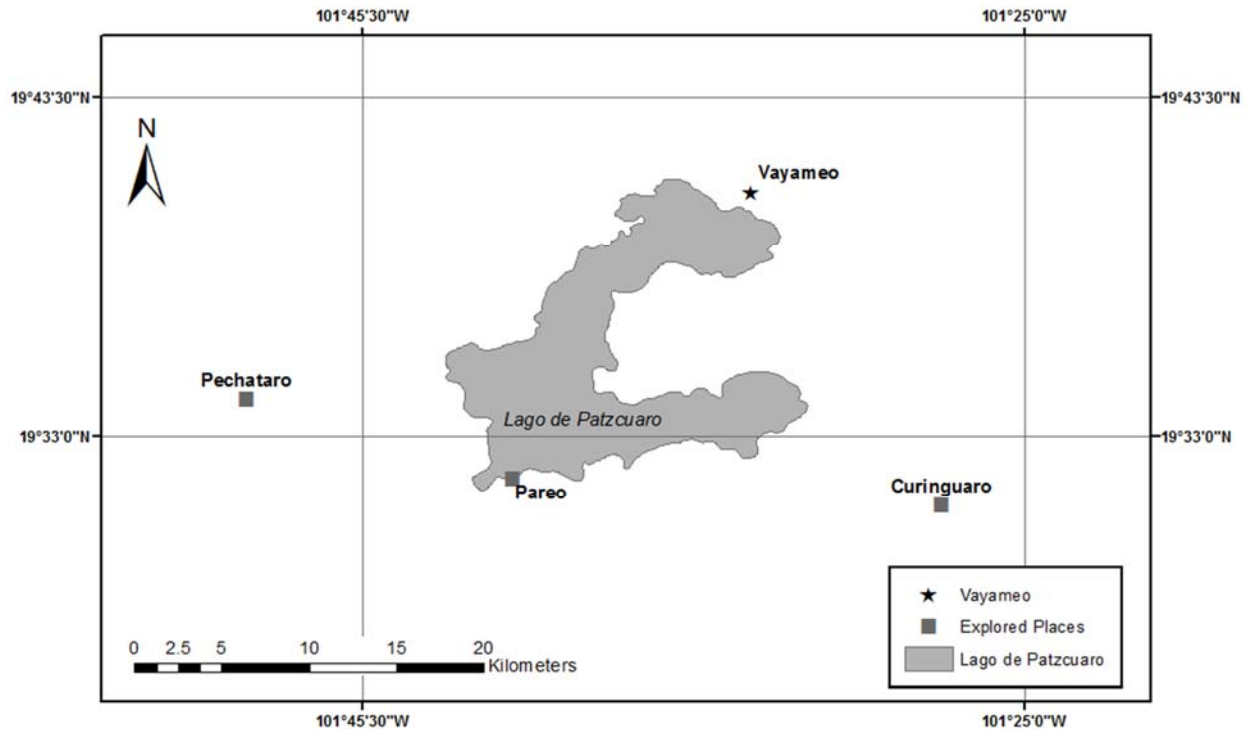 101°45'30"W 101°25'0"W
19°43'30"N 19°43'30"N
N
Vayameo
Pechataro
Lago de Patzcuaro
19°33'0"N 19°33'0"N
Pareo
Curinguaro
Vayameo
Explored Places
Lago de Patzcuaro
0 2.5 5 10 15 20
Kilometers
101°45'30"W 101°25'0"W